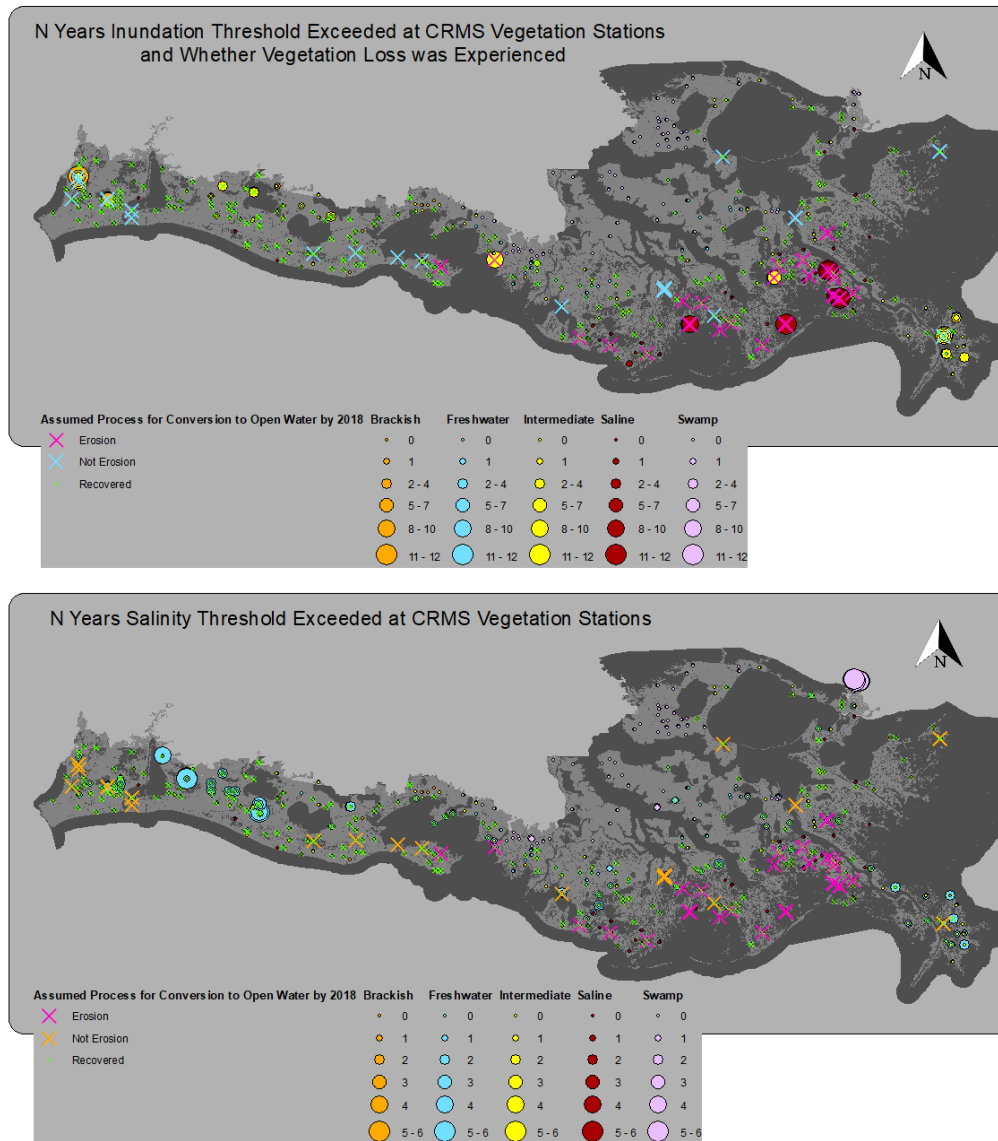 N Years Inundation Threshold Exceeded at CRMS Vegetation Stations
and Whether Vegetation Loss was Experienced
N
Assumed Process for Conversion to Open Water by 2018 Brackish Freshwater Intermediate Saline Swamp
Erosion 0 0 0 0 0
Not Erosion 1 1 1 1 1
Recovered 2 - 4 2 - 4 2 - 4 2 - 4 2 - 4
5 - 7 5 - 7 5 - 7 5 - 7 5 - 7
8 - 10 8 - 10 8 - 10 8 - 10 8 - 10
11 - 12 11 - 12 11 - 12 11 - 12 11 - 12
N Years Salinity Threshold Exceeded at CRMS Vegetation Stations
N
Assumed Process for Conversion to Open Water by 2018 Brackish Freshwater Intermediate Saline Swamp
Erosion 0 0 0 0 0
Not Erosion 1 1 1 1 1
Recovered 2 2 2 2 2
3 3 3 3 3
4 4 4 4 4
5 - 6 5 - 6 5 - 6 5 - 6 5 - 6